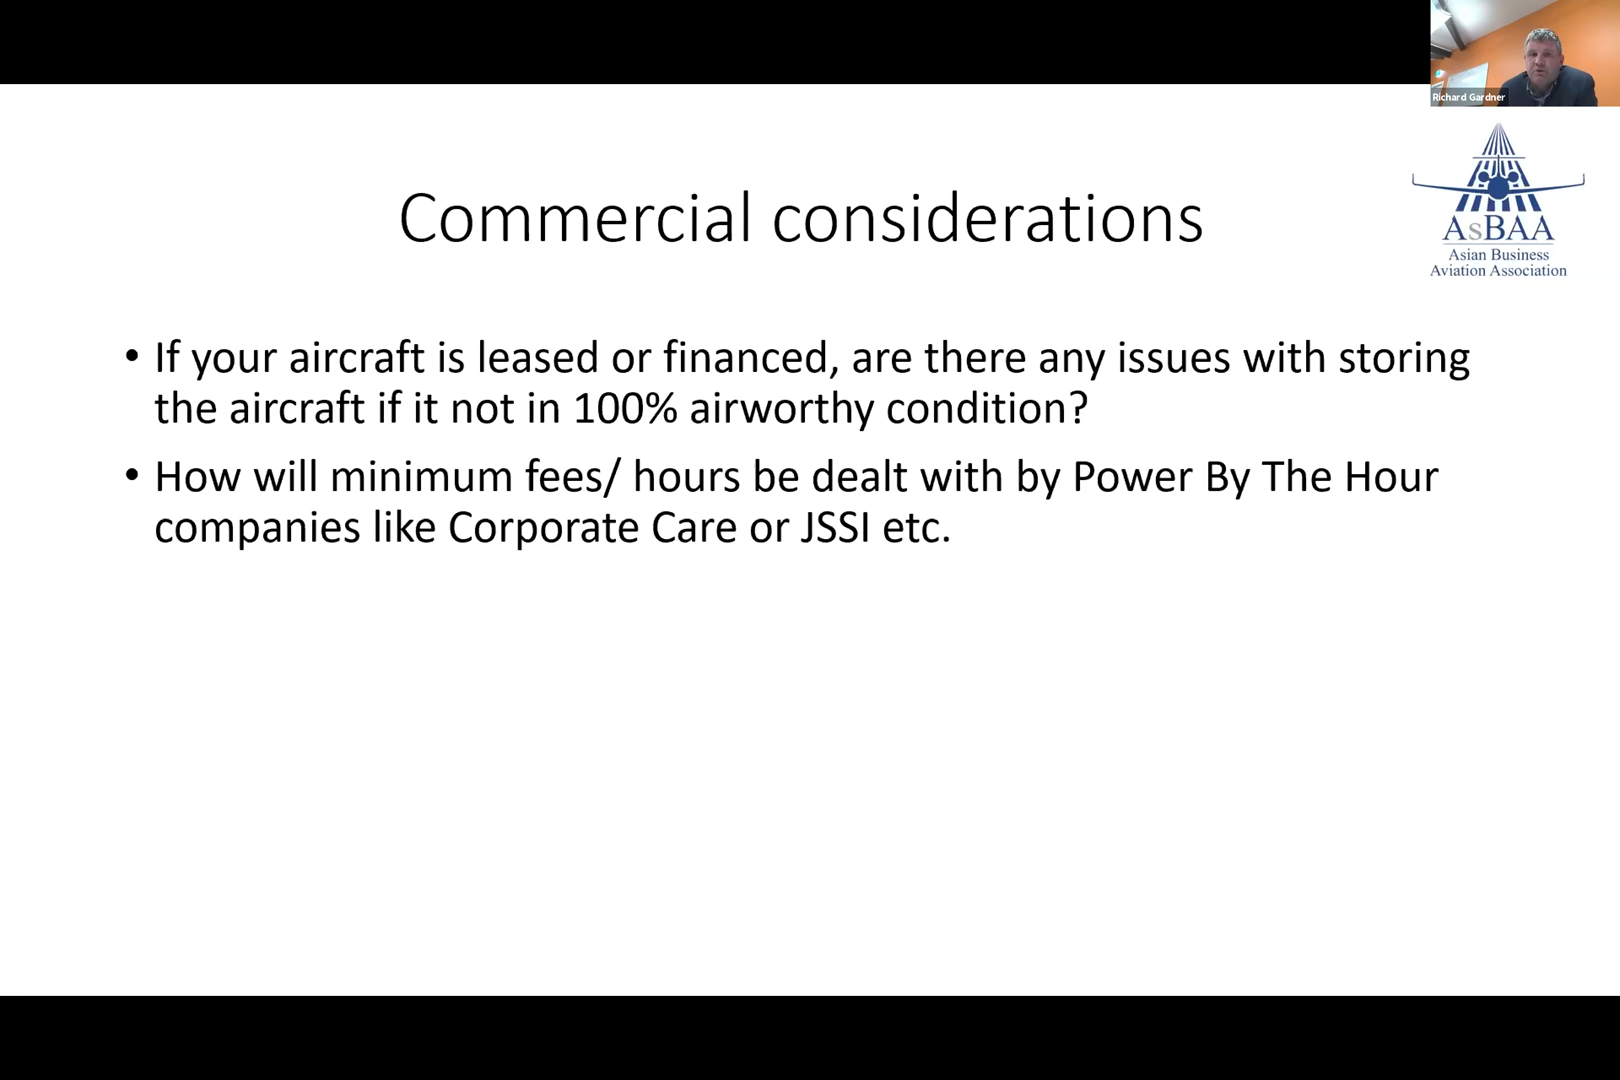 Richard Gardner
Commercial considerations
AsBAA
Asian Business
Aviation Association
• If your aircraft is leased or financed, are there any issues with storing
the aircraft if it not in 100% airworthy condition?
• How will minimum fees/ hours be dealt with by Power By The Hour
companies like Corporate Care or JSSI etc.